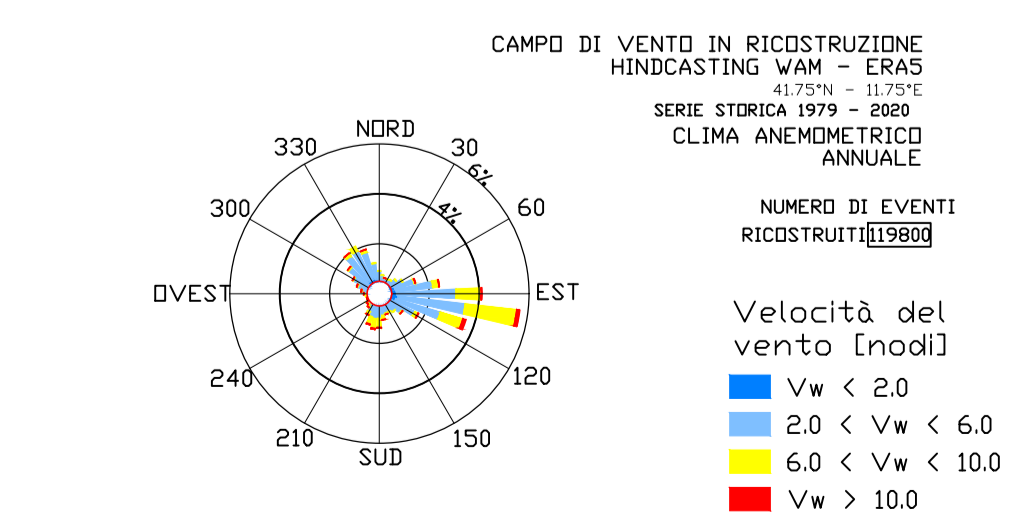 CAMPO DI VENTO IN RICOSTRUZIONE
HINDCASTING WAM - ERA5
41.75°N - 11.75°E
SERIE STORICA 1979 - 2020
CLIMA ANEMOMETRICO
ANNUALE
NUMERO DI EVENTI
RICOSTRUITI 119800
NORD
330
30
6%
300
4%
60
OVEST
EST
240
120
210
150
SUD
Velocità del
vento [nodi]
Vw < 2.0
2.0 < Vw < 6.0
6.0 < Vw < 10.0
Vw > 10.0